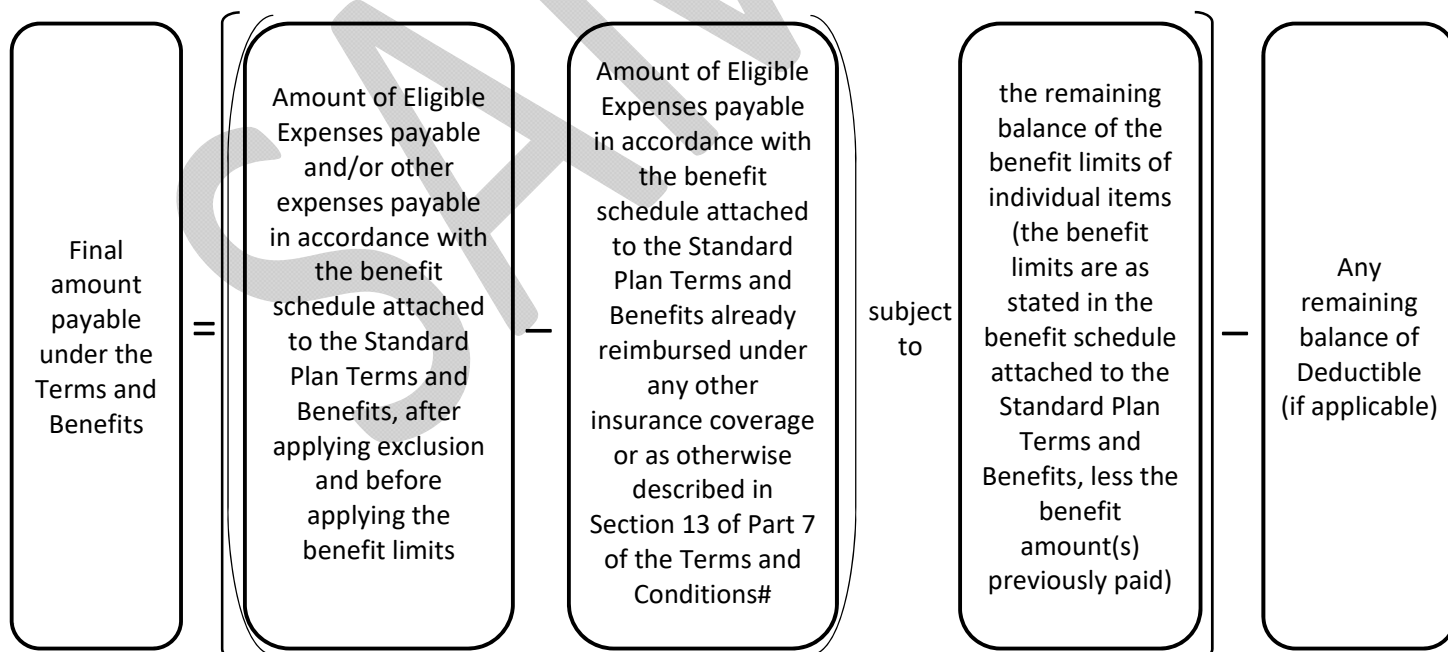 Final
amount
payable
under the
Terms and
Benefits
=
Amount of Eligible
Expenses payable
and/or other
expenses payable
in accordance with
the benefit
schedule attached
to the Standard
Plan Terms and
Benefits, after
applying exclusion
and before
applying the
benefit limits
–
Amount of Eligible
Expenses payable
in accordance with
the benefit
schedule attached
to the Standard
Plan Terms and
Benefits already
reimbursed under
any other
insurance coverage
or as otherwise
described in
Section 13 of Part 7
of the Terms and
Conditions#
subject
to
the remaining
balance of the
benefit limits of
individual items
(the benefit
limits are as
stated in the
benefit schedule
attached to the
Standard Plan
Terms and
Benefits, less the
benefit
amount(s)
previously paid)
–
Any
remaining
balance of
Deductible
(if applicable)